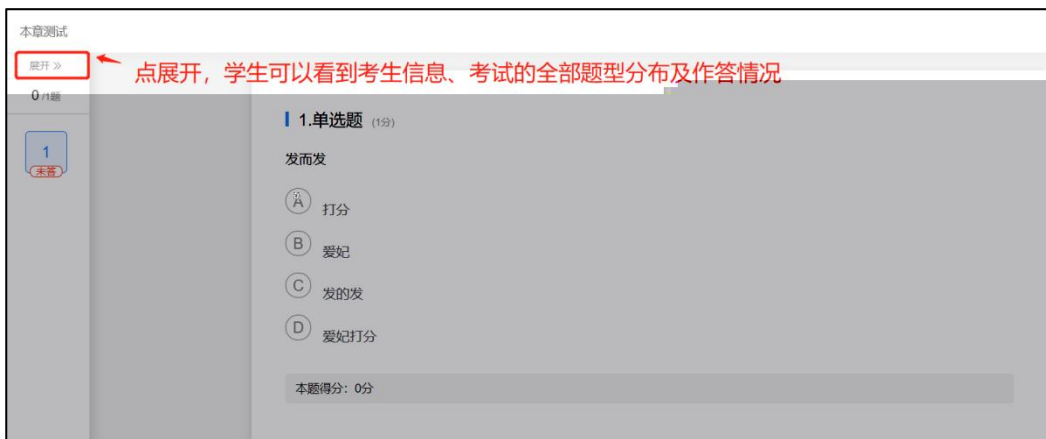 本章测试
展开 »
点展开，学生可以看到考生信息、考试的全部题型分布及作答情况
0 /1题
1
未答
1.单选题 (1分)
发而发
A 打分
B 爱妃
C 发的发
D 爱妃打分
本题得分：0分